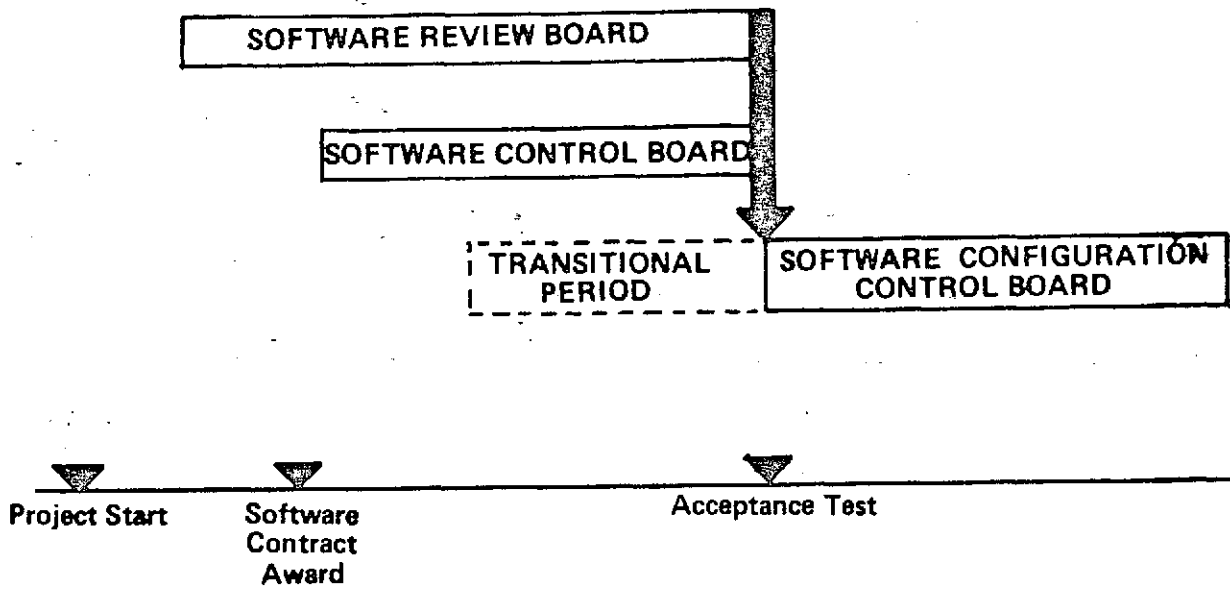 SOFTWARE REVIEW BOARD
SOFTWARE CONTROL BOARD
TRANSITIONAL
PERIOD
SOFTWARE CONFIGURATION
CONTROL BOARD
Project Start
Software
Contract
Award
Acceptance Test